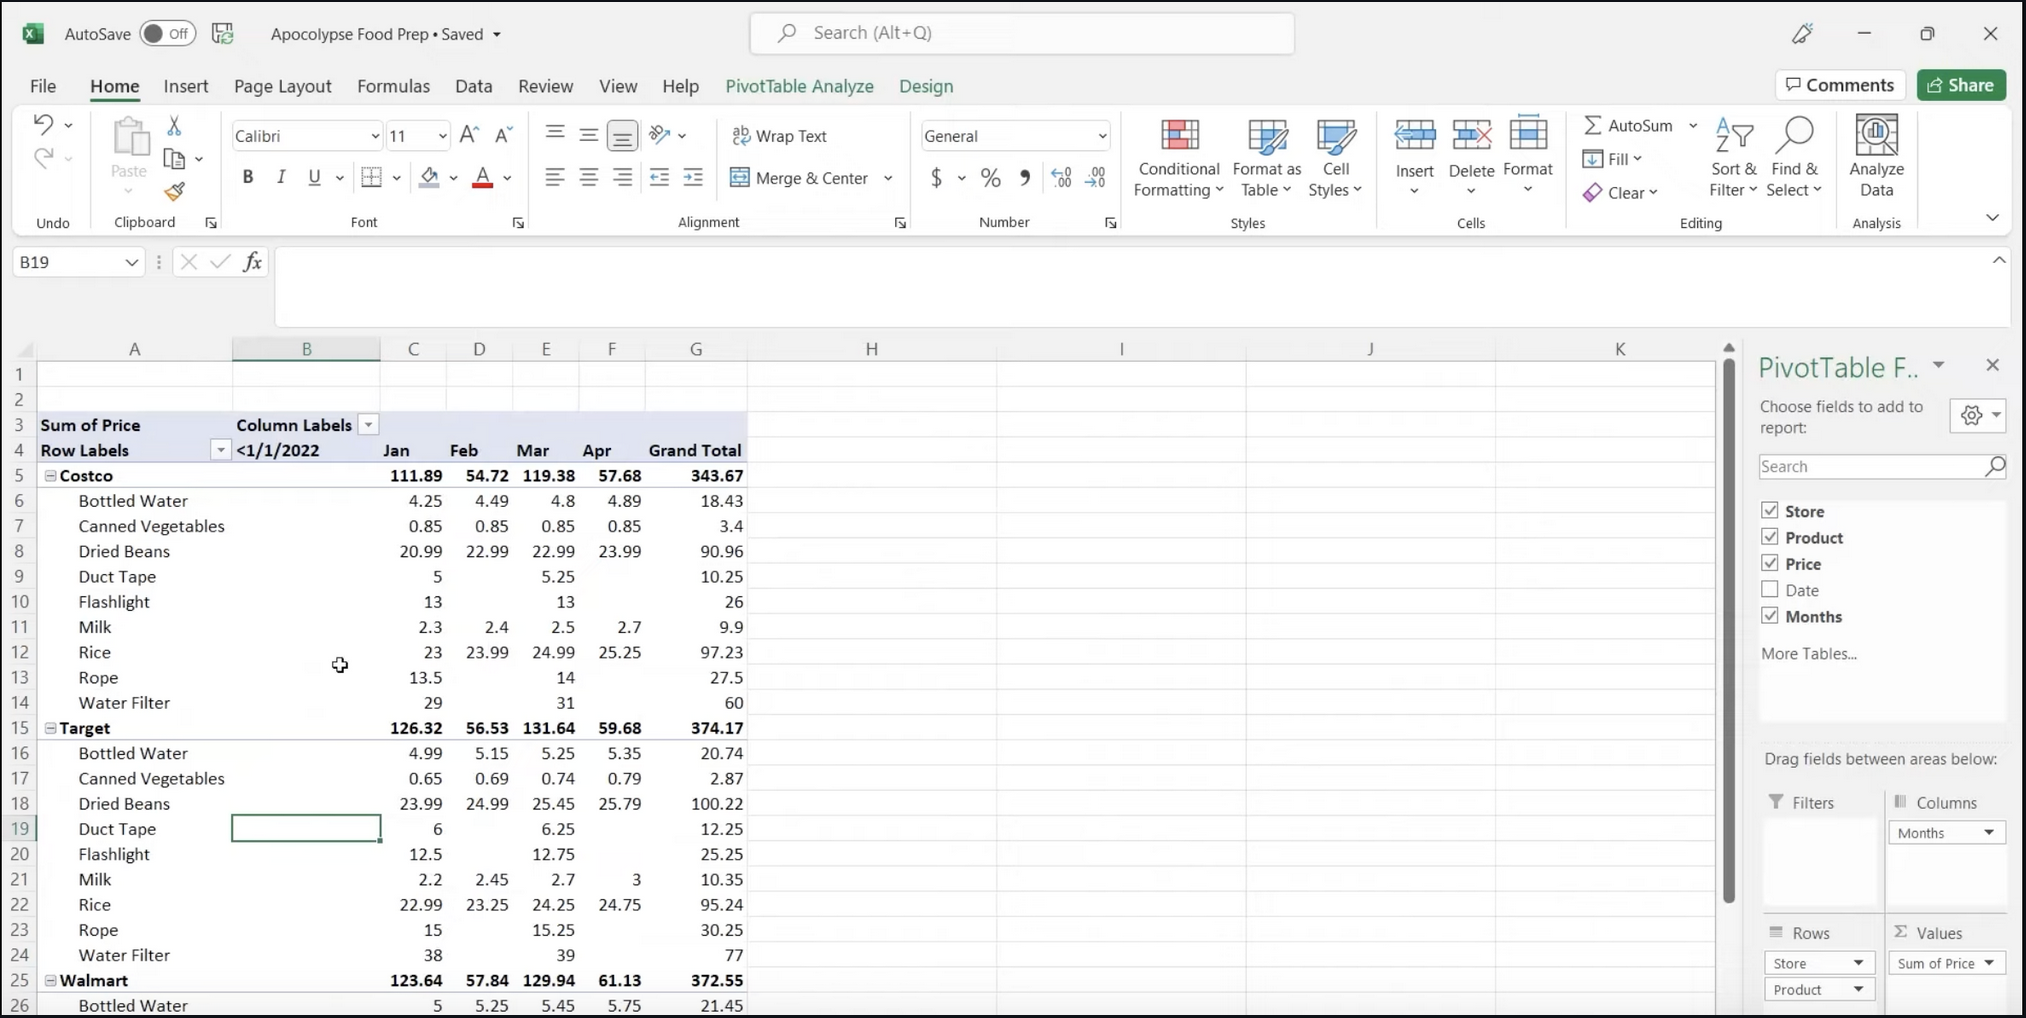 AutoSave Off Apocolypse Food Prep • Saved Search (Alt+Q)
File Home Insert Page Layout Formulas Data Review View Help PivotTable Analyze Design Comments Share
Calibri 11 ab Wrap Text General AutoSum
Paste Conditional Format as Cell Insert Delete Format Fill Sort & Find & Analyze
B I U A Merge & Center $ % Formatting Table Styles Clear Filter Select Data
Undo Clipboard Font Alignment Number Styles Cells Editing Analysis
B19 fx
A B C D E F G H I J K
1
2
3 Sum of Price Column Labels
4 Row Labels <1/1/2022 Jan Feb Mar Apr Grand Total
5 Costco 111.89 54.72 119.38 57.68 343.67
6 Bottled Water 4.25 4.49 4.8 4.89 18.43
7 Canned Vegetables 0.85 0.85 0.85 0.85 3.4
8 Dried Beans 20.99 22.99 22.99 23.99 90.96
9 Duct Tape 5 5.25 10.25
10 Flashlight 13 13 26
11 Milk 2.3 2.4 2.5 2.7 9.9
12 Rice 23 23.99 24.99 25.25 97.23
13 Rope 13.5 14 27.5
14 Water Filter 29 31 60
15 Target 126.32 56.53 131.64 59.68 374.17
16 Bottled Water 4.99 5.15 5.25 5.35 20.74
17 Canned Vegetables 0.65 0.69 0.74 0.79 2.87
18 Dried Beans 23.99 24.99 25.45 25.79 100.22
19 Duct Tape 6 6.25 12.25
20 Flashlight 12.5 12.75 25.25
21 Milk 2.2 2.45 2.7 3 10.35
22 Rice 22.99 23.25 24.25 24.75 95.24
23 Rope 15 15.25 30.25
24 Water Filter 38 39 77
25 Walmart 123.64 57.84 129.94 61.13 372.55
26 Bottled Water 5 5.25 5.45 5.75 21.45
PivotTable F..
Choose fields to add to
report:
Search
Store
Product
Price
Date
Months
More Tables...
Drag fields between areas below:
Filters Columns
Months
Rows Σ Values
Store Sum of Price
Product